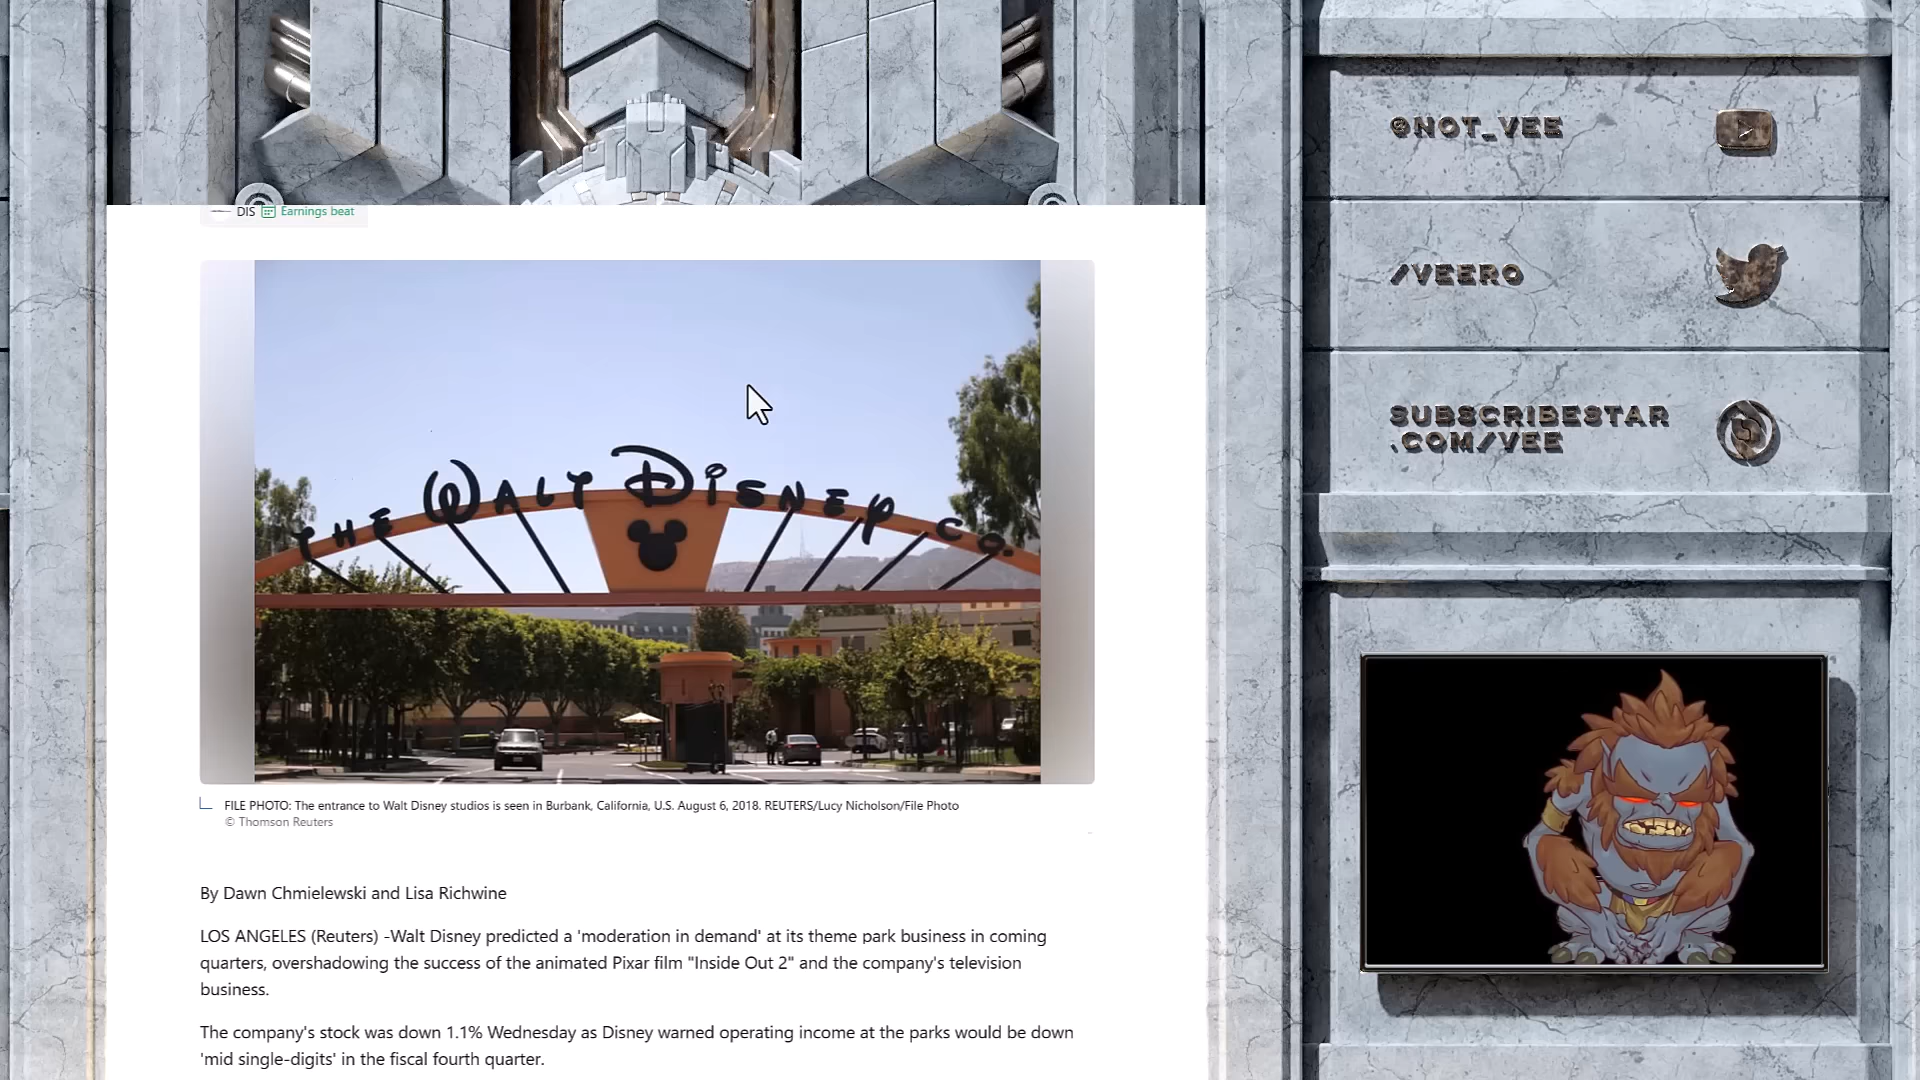 @NOT_VEE
/VEERO
SUBSCRIBESTAR
.COM/VEE
DIS Earnings beat
THE WALT DISNEY CO.
FILE PHOTO: The entrance to Walt Disney studios is seen in Burbank, California, U.S. August 6, 2018. REUTERS/Lucy Nicholson/File Photo
© Thomson Reuters
By Dawn Chmielewski and Lisa Richwine
LOS ANGELES (Reuters) -Walt Disney predicted a 'moderation in demand' at its theme park business in coming
quarters, overshadowing the success of the animated Pixar film "Inside Out 2" and the company's television
business.
The company's stock was down 1.1% Wednesday as Disney warned operating income at the parks would be down
'mid single-digits' in the fiscal fourth quarter.